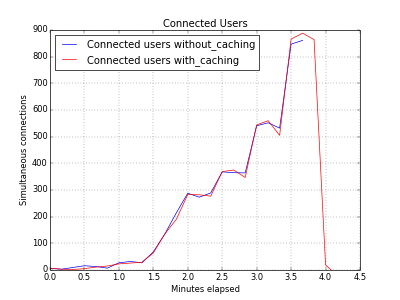 Connected Users
Connected users without_caching
Connected users with_caching
Simultaneous connections
900
800
700
600
500
400
300
200
100
0
0.0 0.5 1.0 1.5 2.0 2.5 3.0 3.5 4.0 4.5
Minutes elapsed